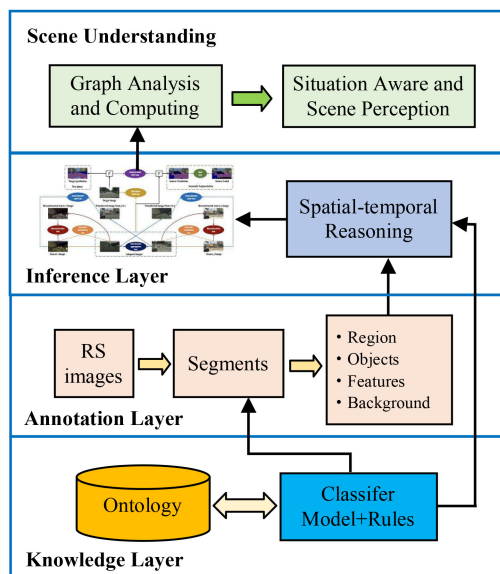 Scene Understanding
Graph Analysis
and Computing
Situation Aware and
Scene Perception
Spatial-temporal
Reasoning
Inference Layer
RS
images
Segments
• Region
• Objects
• Features
• Background
Annotation Layer
Ontology
Classifer
Model+Rules
Knowledge Layer